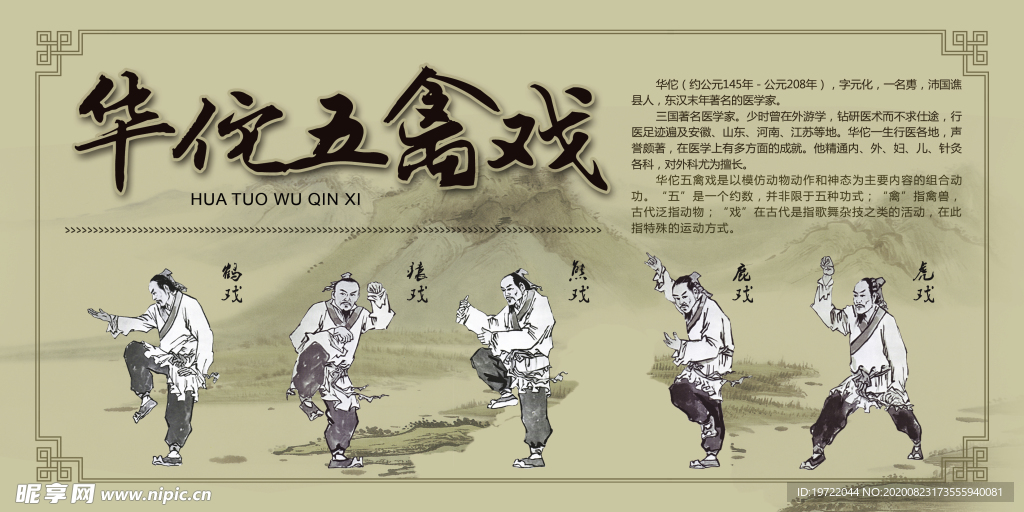 华佗五禽戏
HUA TUO WU QIN XI
华佗（约公元145年－公元208年），字元化，一名旉，沛国谯
县人，东汉末年著名的医学家。
三国著名医学家。少时曾在外游学，钻研医术而不求仕途，行
医足迹遍及安徽、山东、河南、江苏等地。华佗一生行医各地，声
誉颇著，在医学上有多方面的成就。他精通内、外、妇、儿、针灸
各科，对外科尤为擅长。
华佗五禽戏是以模仿动物动作和神态为主要内容的组合动
功。“五”是一个约数，并非限于五种功式；“禽”指禽兽，
古代泛指动物；“戏”在古代是指歌舞杂技之类的活动，在此
指特殊的运动方式。
鹤戏
猿戏
熊戏
鹿戏
虎戏
昵享网 www.nipic.cn
ID:19722044 NO:20200823173555940081